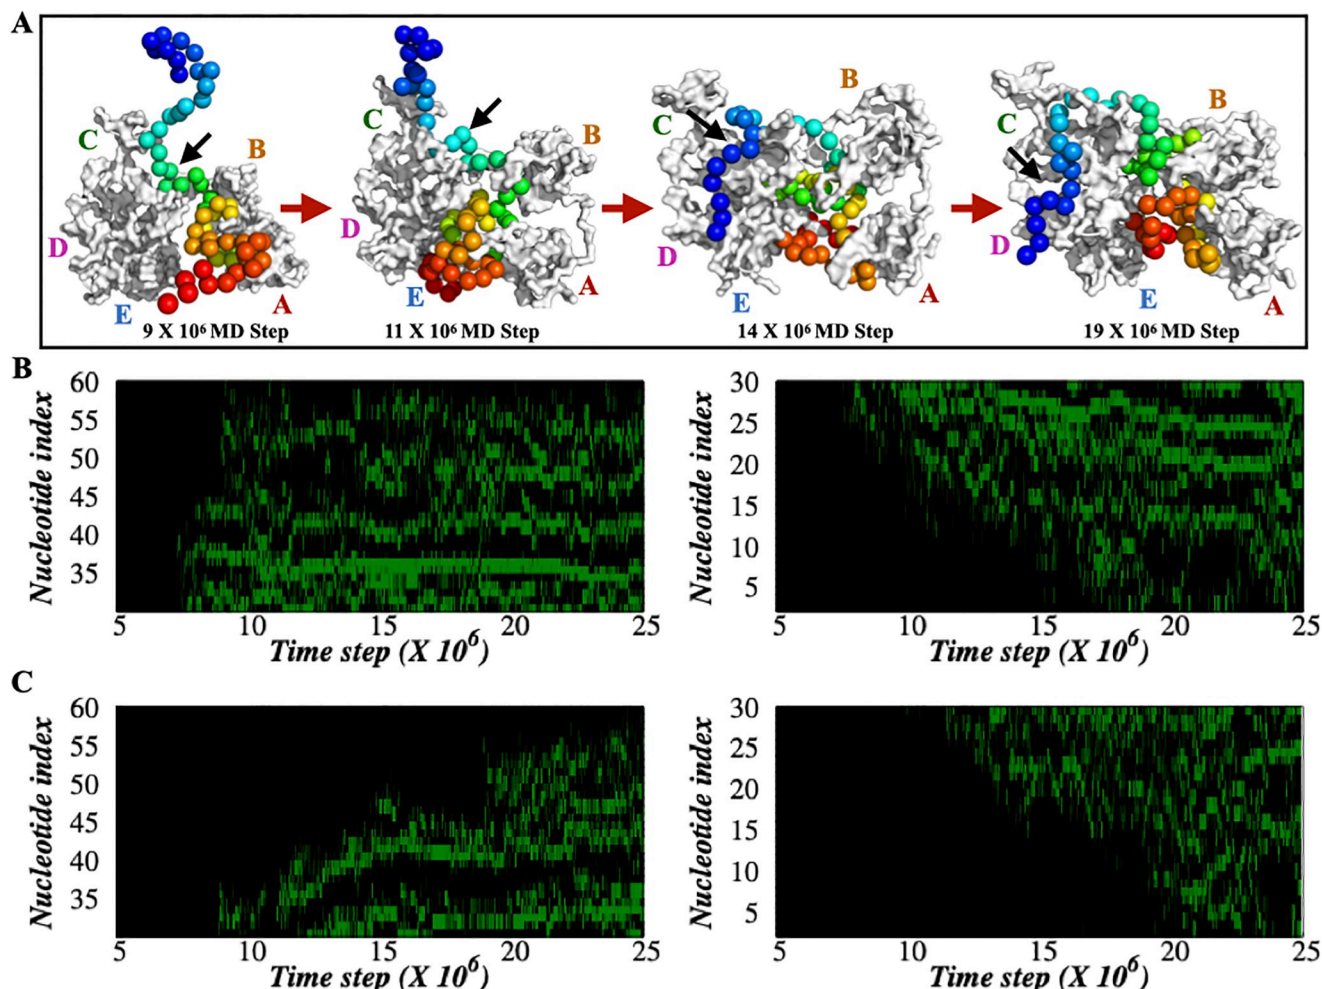 A
C B D E A
9 X 10⁶ MD Step
C B D E A
11 X 10⁶ MD Step
C B D E A
14 X 10⁶ MD Step
C B D E A
19 X 10⁶ MD Step
B
Nucleotide index
60
55
50
45
40
35
5 10 15 20 25
Time step (X 10⁶)
Nucleotide index
30
25
20
15
10
5
5 10 15 20 25
Time step (X 10⁶)
C
Nucleotide index
60
55
50
45
40
35
5 10 15 20 25
Time step (X 10⁶)
Nucleotide index
30
25
20
15
10
5
5 10 15 20 25
Time step (X 10⁶)